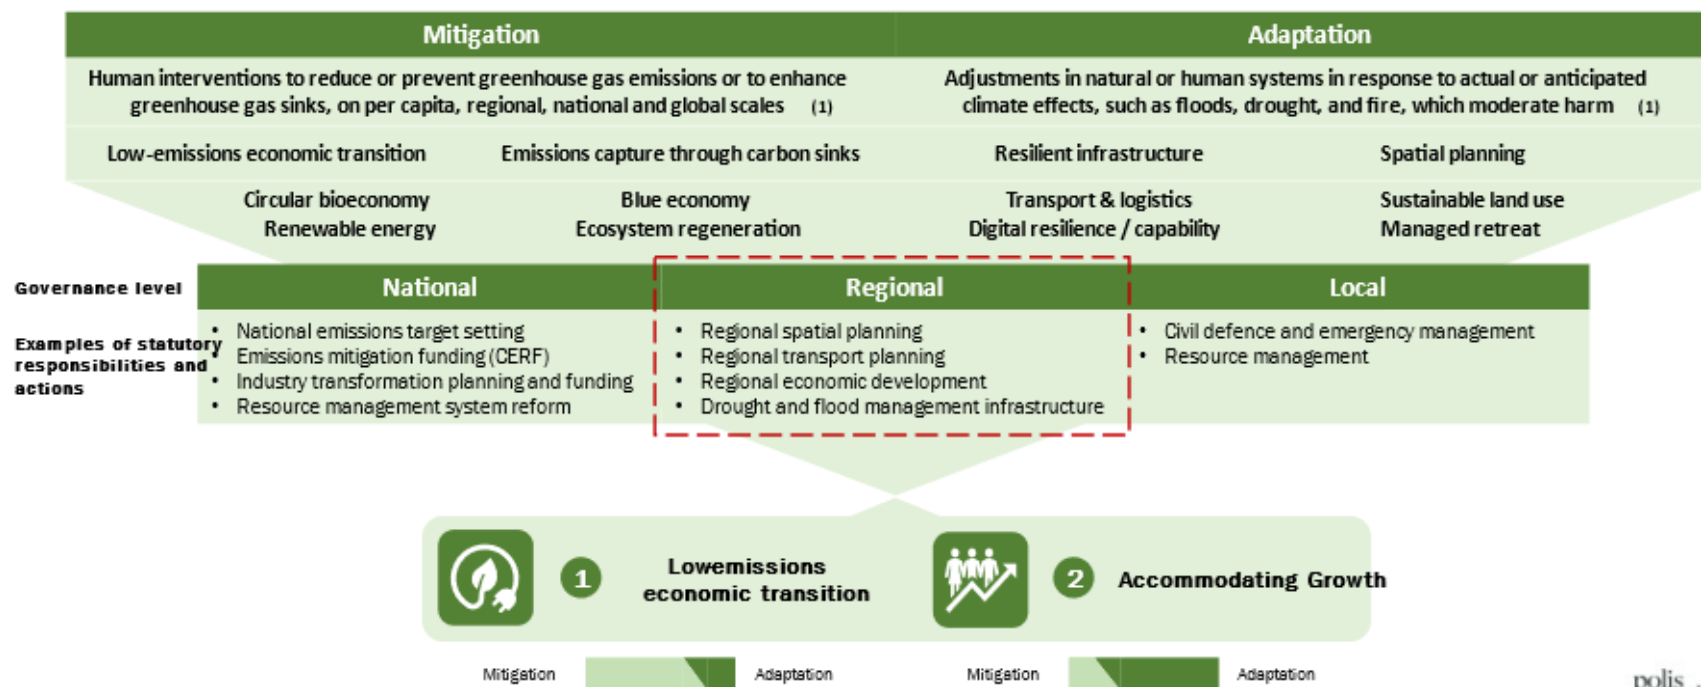 Mitigation
Adaptation
Human interventions to reduce or prevent greenhouse gas emissions or to enhance
greenhouse gas sinks, on per capita, regional, national and global scales (1)
Adjustments in natural or human systems in response to actual or anticipated
climate effects, such as floods, drought, and fire, which moderate harm (1)
Low-emissions economic transition
Emissions capture through carbon sinks
Resilient infrastructure
Spatial planning
Circular bioeconomy
Renewable energy
Blue economy
Ecosystem regeneration
Transport & logistics
Digital resilience / capability
Sustainable land use
Managed retreat
Governance level
National
Regional
Local
Examples of statutory
responsibilities and
actions
• National emissions target setting
• Emissions mitigation funding (CERF)
• Industry transformation planning and funding
• Resource management system reform
• Regional spatial planning
• Regional transport planning
• Regional economic development
• Drought and flood management infrastructure
• Civil defence and emergency management
• Resource management
1
Lowemissions
economic transition
2
Accommodating Growth
Mitigation
Adaptation
Mitigation
Adaptation
polis